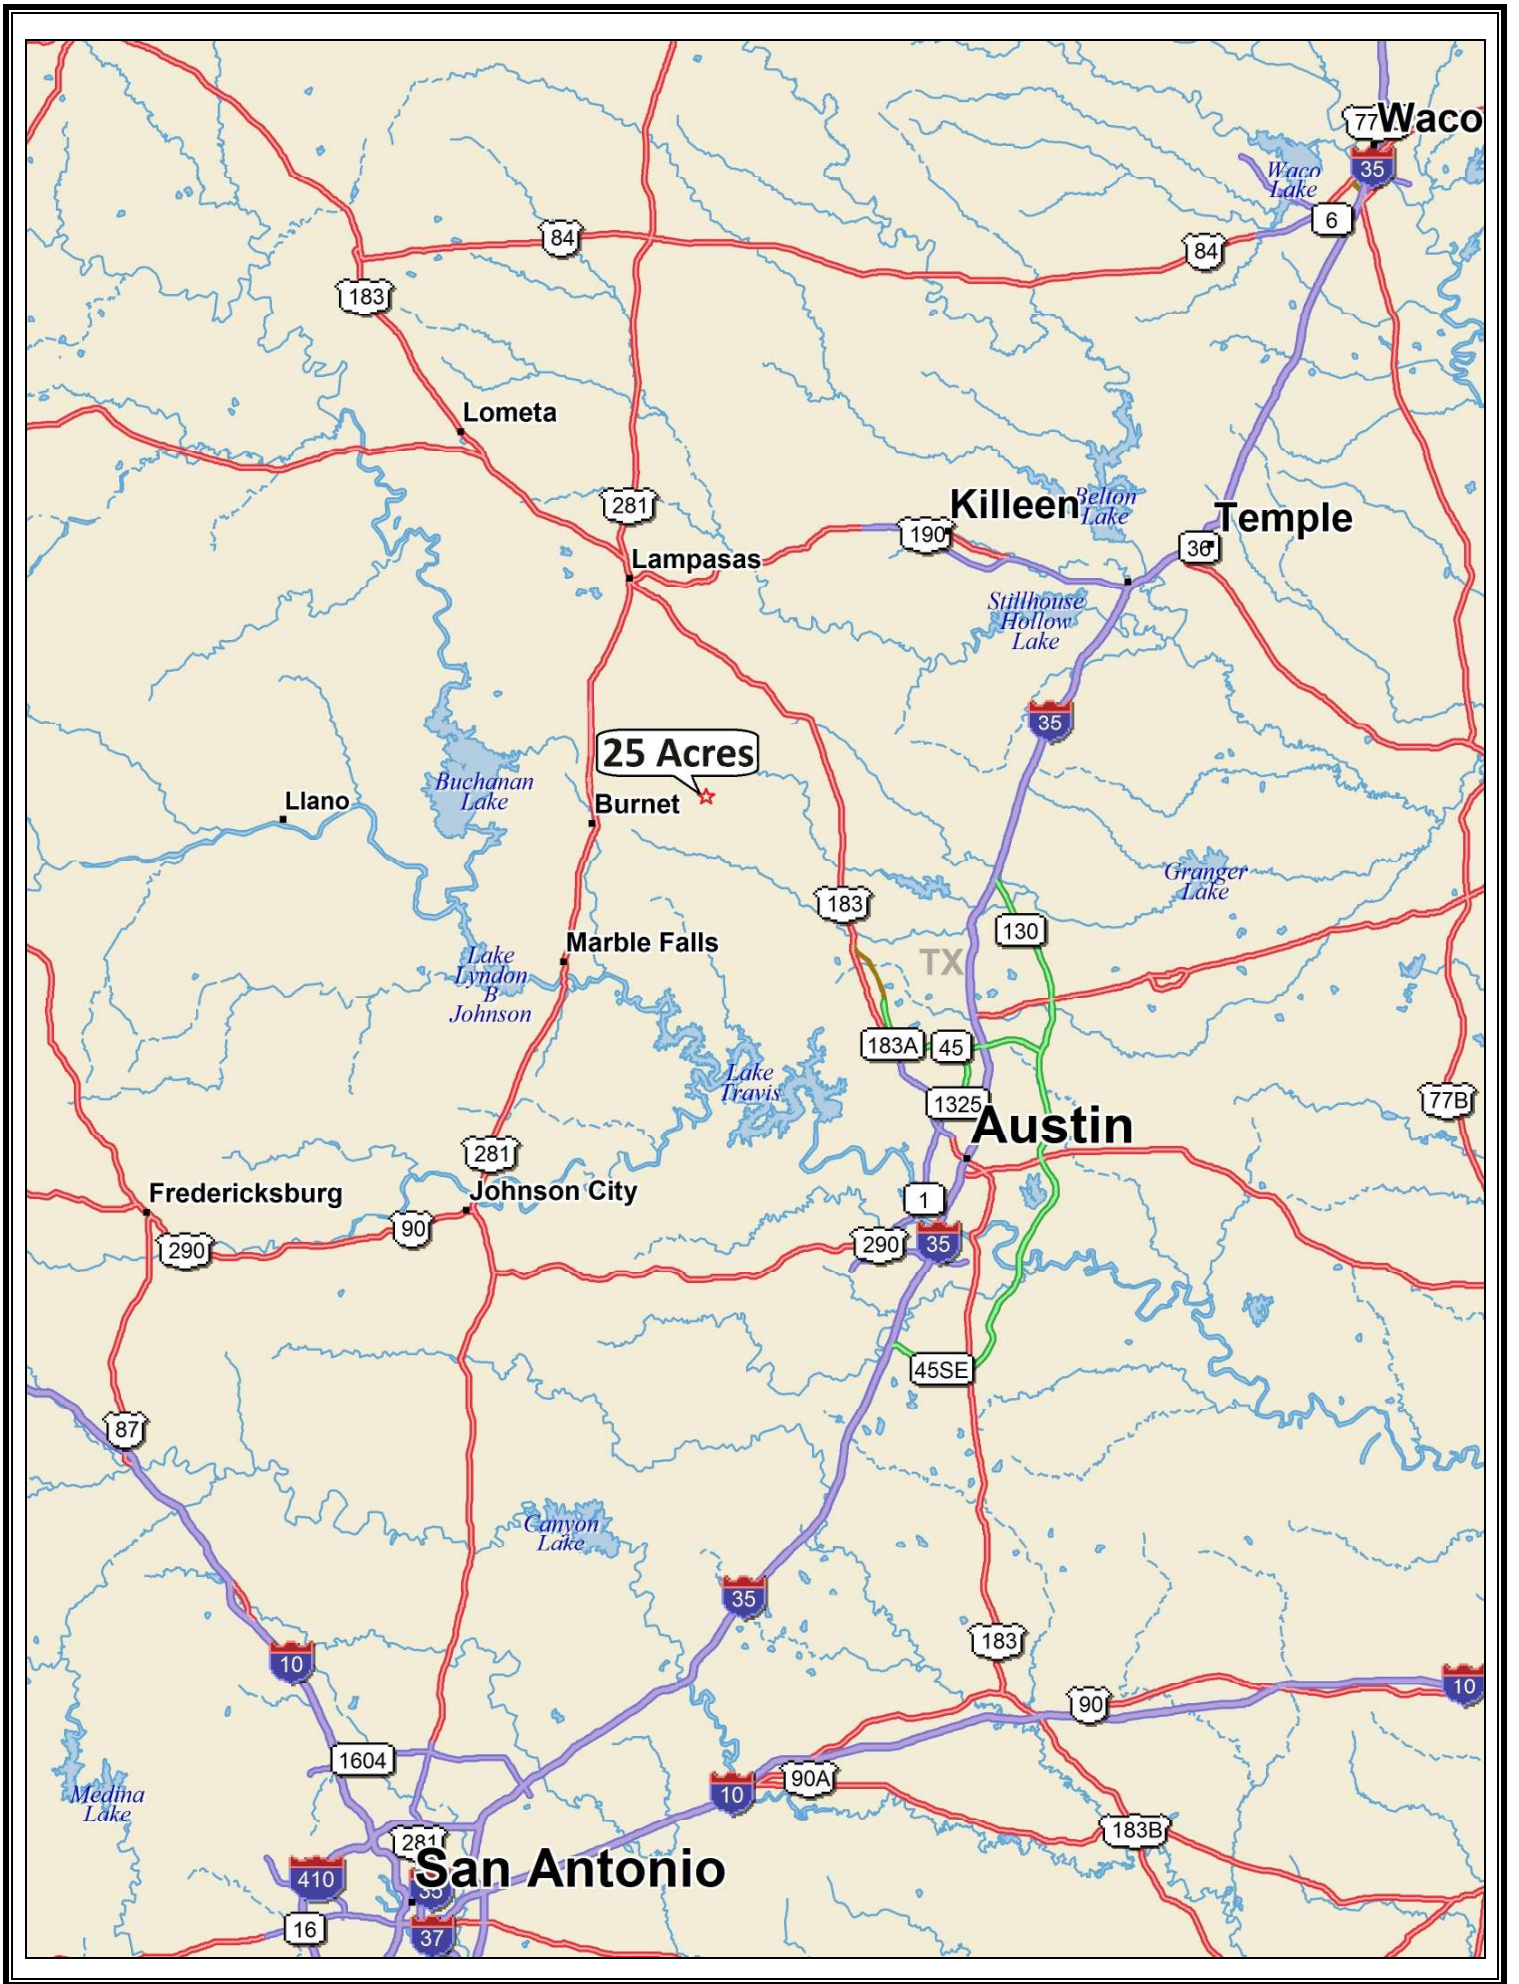 77
Waco
Waco
Lake
35
6
84
84
183
Lometa
281
Killeen
Belton
Lake
190
Temple
36
Lampasas
Stillhouse
Hollow
Lake
35
25 Acres
Buchanan
Lake
Llano
Burnet
Granger
Lake
183
130
Marble Falls
TX
Lake
Lyndon
B
Johnson
183A
45
Lake
Travis
1325
77B
Austin
281
Fredericksburg
Johnson City
1
90
290
290
35
45SE
87
Canyon
Lake
35
183
10
10
90
1604
90A
10
Medina
Lake
183B
281
San Antonio
410
35
16
37